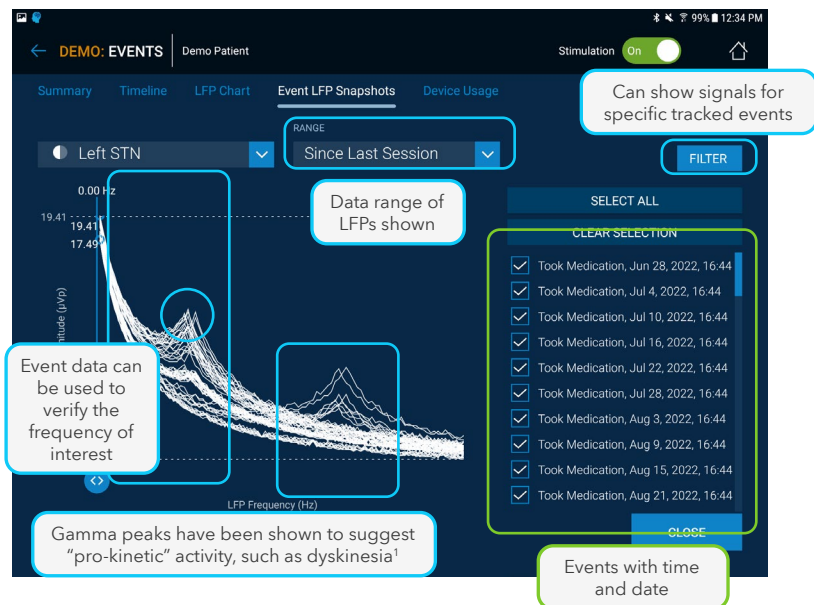 99% 12:34 PM
DEMO: EVENTS
Demo Patient
Stimulation
On
Summary
Timeline
LFP Chart
Event LFP Snapshots
Device Usage
Can show signals for
specific tracked events
RANGE
Left STN
Since Last Session
FILTER
Data range of
LFPs shown
SELECT ALL
CLEAR SELECTION
0.00 Hz
19.41
19.41
17.49
Took Medication, Jun 28, 2022, 16:44
Took Medication, Jul 4, 2022, 16:44
Took Medication, Jul 10, 2022, 16:44
Took Medication, Jul 16, 2022, 16:44
Took Medication, Jul 22, 2022, 16:44
Took Medication, Jul 28, 2022, 16:44
Took Medication, Aug 3, 2022, 16:44
Took Medication, Aug 9, 2022, 16:44
Took Medication, Aug 15, 2022, 16:44
Took Medication, Aug 21, 2022, 16:44
(µVp)
Event data can
be used to
verify the
frequency of
interest
LFP Frequency (Hz)
Gamma peaks have been shown to suggest
“pro-kinetic” activity, such as dyskinesia¹
CLOSE
Events with time
and date